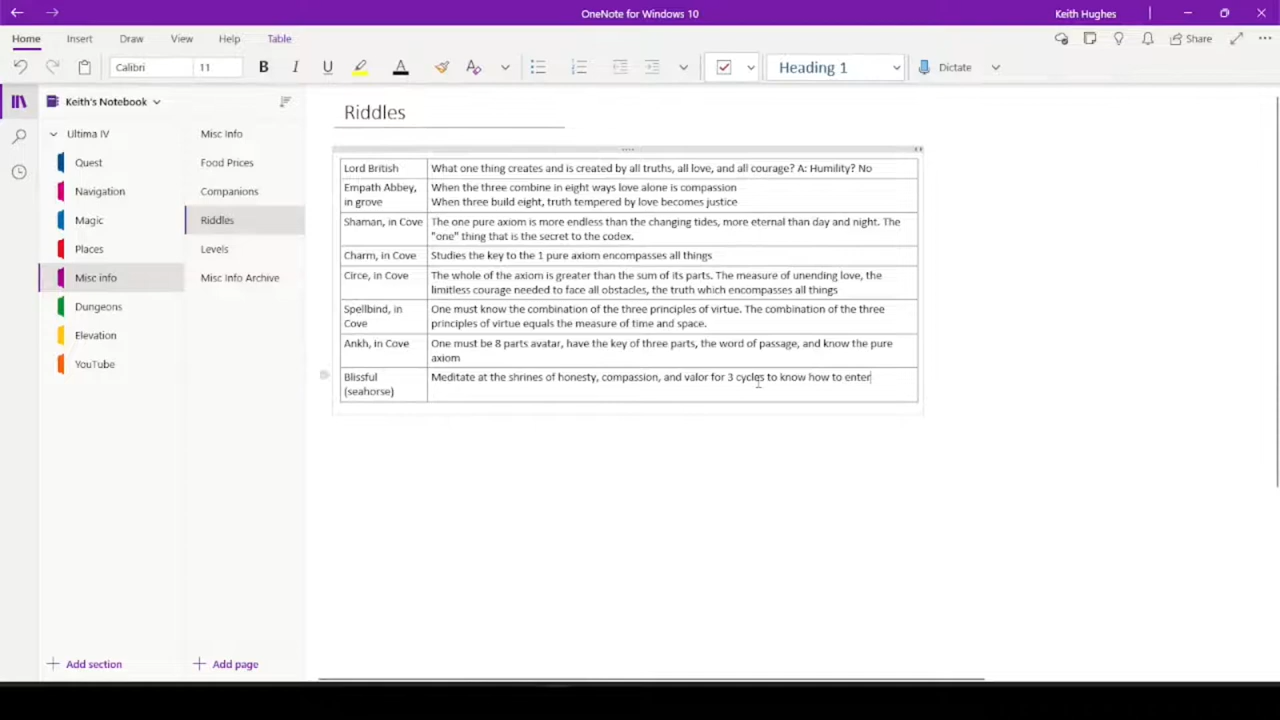 OneNote for Windows 10
Keith Hughes
Home Insert Draw View Help Table
Share
Calibri 11 B I U A Heading 1 Dictate
Keith's Notebook
Ultima IV
Quest
Navigation
Magic
Places
Misc info
Dungeons
Elevation
YouTube
Add section
Misc Info
Food Prices
Companions
Riddles
Levels
Misc Info Archive
Add page
Riddles
Lord British What one thing creates and is created by all truths, all love, and all courage? A: Humility? No
Empath Abbey, When the three combine in eight ways love alone is compassion
in grove When three build eight, truth tempered by love becomes justice
Shaman, in Cove The one pure axiom is more endless than the changing tides, more eternal than day and night. The
"one" thing that is the secret to the codex.
Charm, in Cove Studies the key to the 1 pure axiom encompasses all things
Circe, in Cove The whole of the axiom is greater than the sum of its parts. The measure of unending love, the
limitless courage needed to face all obstacles, the truth which encompasses all things
Spellbind, in One must know the combination of the three principles of virtue. The combination of the three
Cove principles of virtue equals the measure of time and space.
Ankh, in Cove One must be 8 parts avatar, have the key of three parts, the word of passage, and know the pure
axiom
Blissful Meditate at the shrines of honesty, compassion, and valor for 3 cycles to know how to enter
(seahorse)